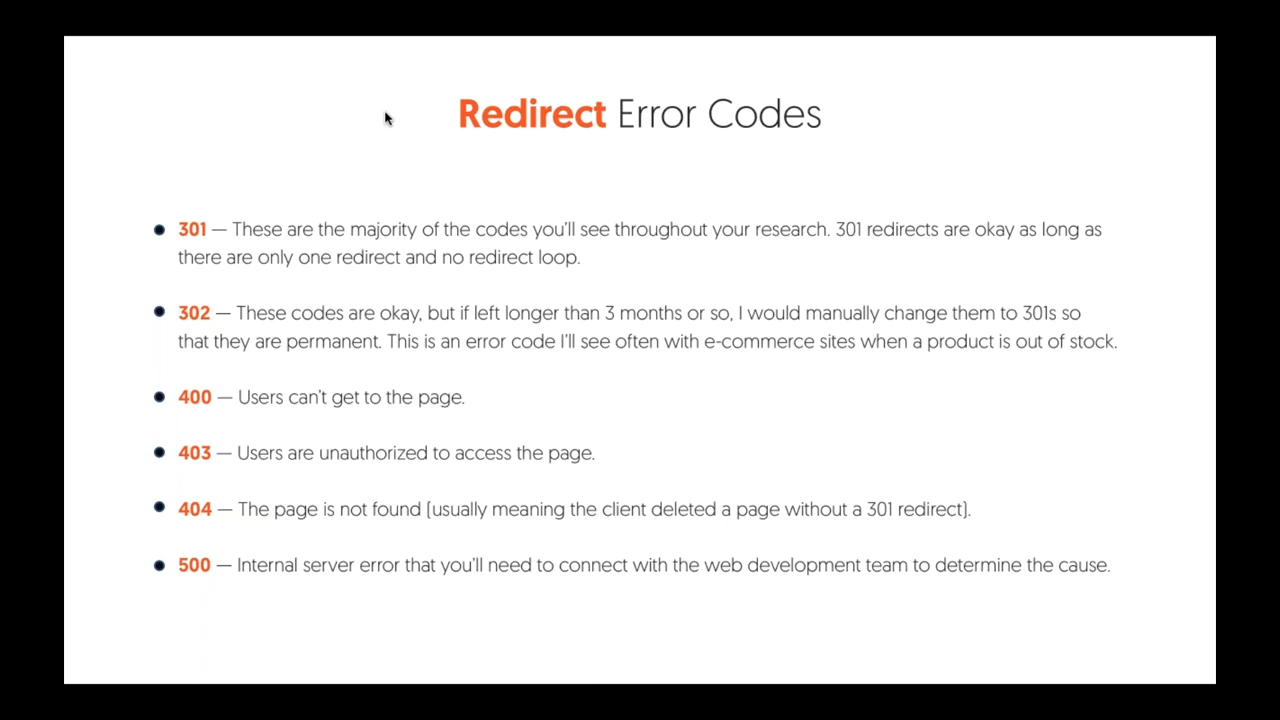 Redirect Error Codes
301 — These are the majority of the codes you'll see throughout your research. 301 redirects are okay as long as
there are only one redirect and no redirect loop.
302 — These codes are okay, but if left longer than 3 months or so, I would manually change them to 301s so
that they are permanent. This is an error code I'll see often with e-commerce sites when a product is out of stock.
400 — Users can't get to the page.
403 — Users are unauthorized to access the page.
404 — The page is not found (usually meaning the client deleted a page without a 301 redirect).
500 — Internal server error that you'll need to connect with the web development team to determine the cause.